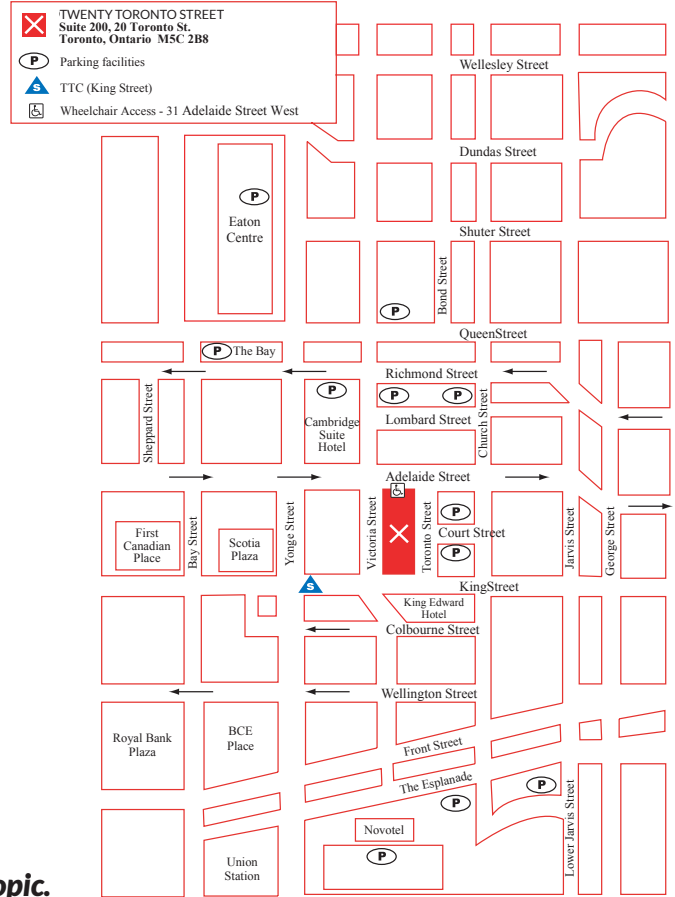 TWENTY TORONTO STREET
Suite 200, 20 Toronto St.
Toronto, Ontario M5C 2B8
P Parking facilities
S TTC (King Street)
Wheelchair Access - 31 Adelaide Street West
Wellesley Street
Dundas Street
P
Eaton
Centre
Shuter Street
Bond Street
P
QueenStreet
P The Bay
Richmond Street
Sheppard Street
P
Cambridge
Suite
Hotel
P
P
Lombard Street
Church Street
Adelaide Street
First
Canadian
Place
Bay Street
Scotia
Plaza
Yonge Street
Victoria Street
Toronto Street
P
Court Street
P
Jarvis Street
George Street
S
KingStreet
King Edward
Hotel
Colbourne Street
Wellington Street
Royal Bank
Plaza
BCE
Place
Front Street
The Esplanade
P
P
Lower Jarvis Street
Novotel
P
Union
Station
opic.